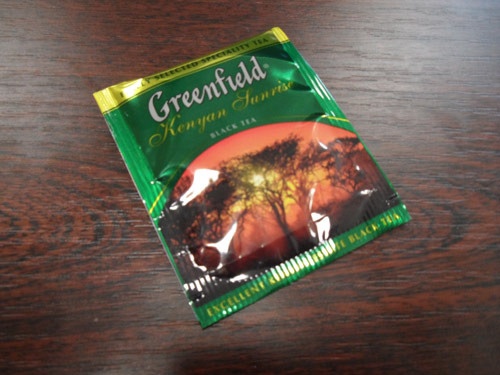 SELECTED SPECIALITY TEA
Greenfield®
Kenyan Sunrise
BLACK TEA
EXCELLENT
BLACK TEA